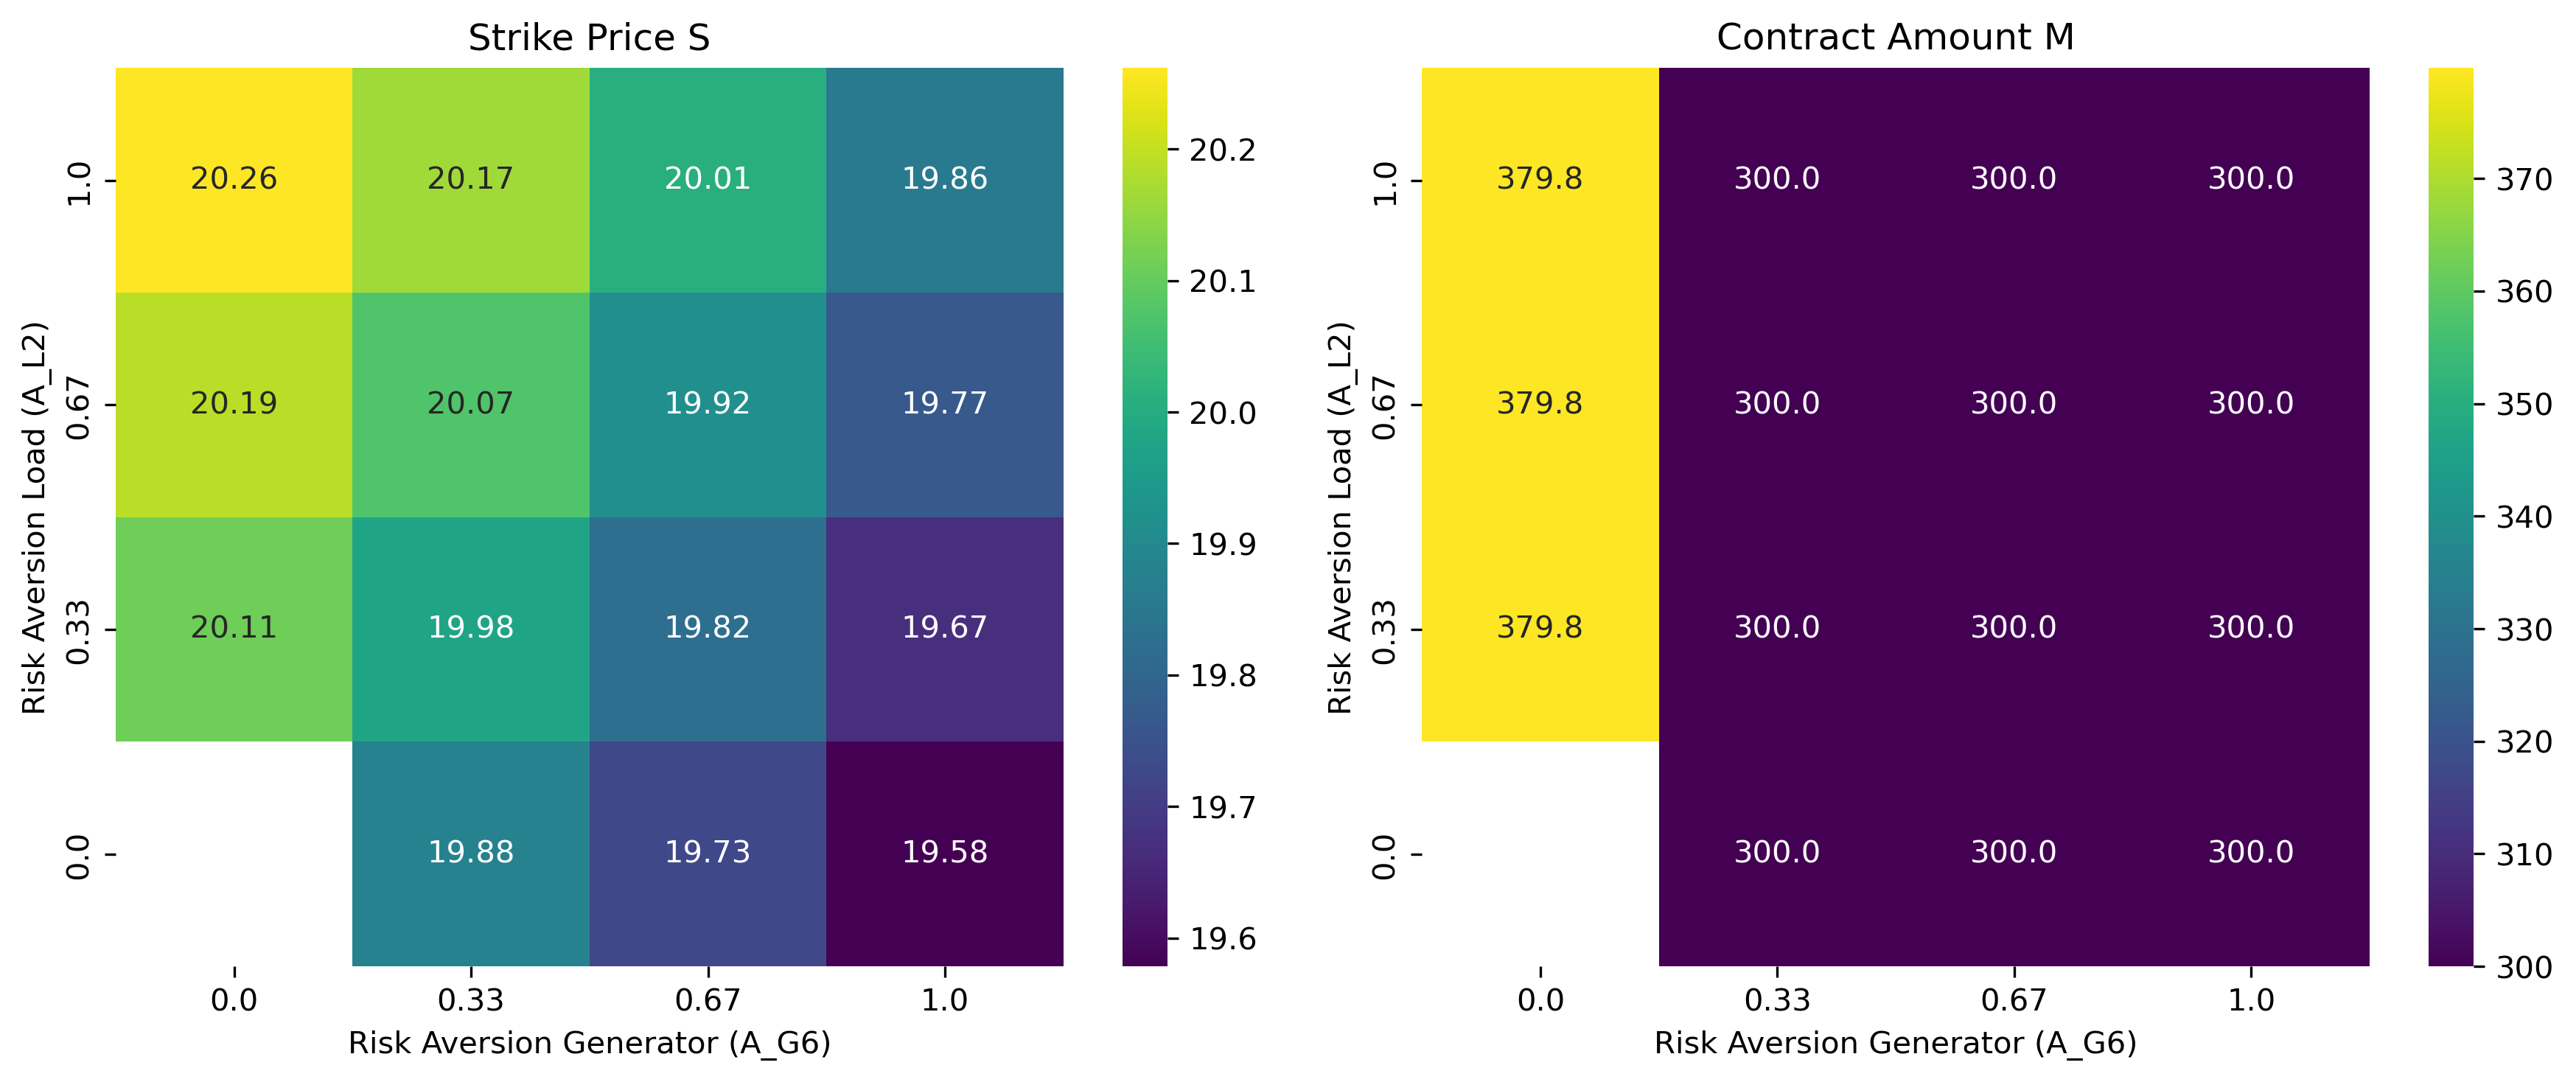 Strike Price S
Risk Aversion Load (A_L2)
1.0
0.67
0.33
0.0
20.26 20.17 20.01 19.86
20.19 20.07 19.92 19.77
20.11 19.98 19.82 19.67
19.88 19.73 19.58
0.0 0.33 0.67 1.0
Risk Aversion Generator (A_G6)
20.2
20.1
20.0
19.9
19.8
19.7
19.6
Contract Amount M
Risk Aversion Load (A_L2)
1.0
0.67
0.33
0.0
379.8 300.0 300.0 300.0
379.8 300.0 300.0 300.0
379.8 300.0 300.0 300.0
300.0 300.0 300.0
0.0 0.33 0.67 1.0
Risk Aversion Generator (A_G6)
370
360
350
340
330
320
310
300